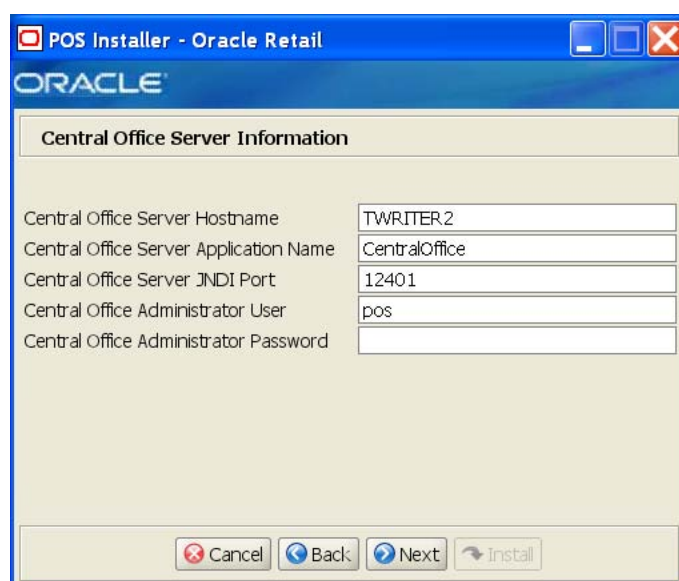 POS Installer - Oracle Retail
ORACLE
Central Office Server Information
Central Office Server Hostname TWRITER2
Central Office Server Application Name CentralOffice
Central Office Server JNDI Port 12401
Central Office Administrator User pos
Central Office Administrator Password
Cancel Back Next Install